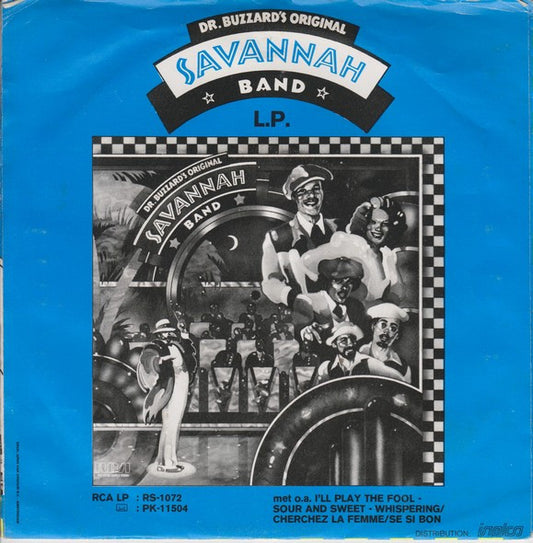 DR. BUZZARD'S ORIGINAL
SAVANNAH
BAND
L.P.
DR. BUZZARD'S ORIGINAL
SAVANNAH
BAND
RCA
RCA LP : RS-1072
: PK-11504
met o.a. I'LL PLAY THE FOOL -
SOUR AND SWEET - WHISPERING/
CHERCHEZ LA FEMME/SE SI BON
DISTRIBUTION: inelco